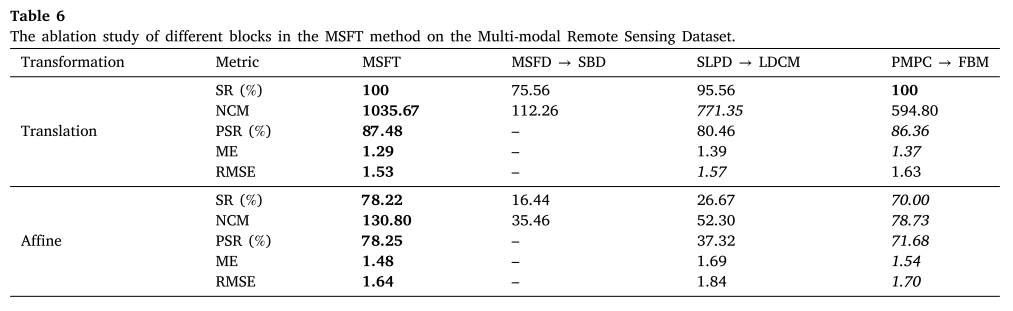 Table 6
The ablation study of different blocks in the MSFT method on the Multi-modal Remote Sensing Dataset.
Transformation Metric MSFT MSFD → SBD SLPD → LDCM PMPC → FBM
SR (%) 100 75.56 95.56 100
NCM 1035.67 112.26 771.35 594.80
Translation PSR (%) 87.48 – 80.46 86.36
ME 1.29 – 1.39 1.37
RMSE 1.53 – 1.57 1.63
SR (%) 78.22 16.44 26.67 70.00
NCM 130.80 35.46 52.30 78.73
Affine PSR (%) 78.25 – 37.32 71.68
ME 1.48 – 1.69 1.54
RMSE 1.64 – 1.84 1.70